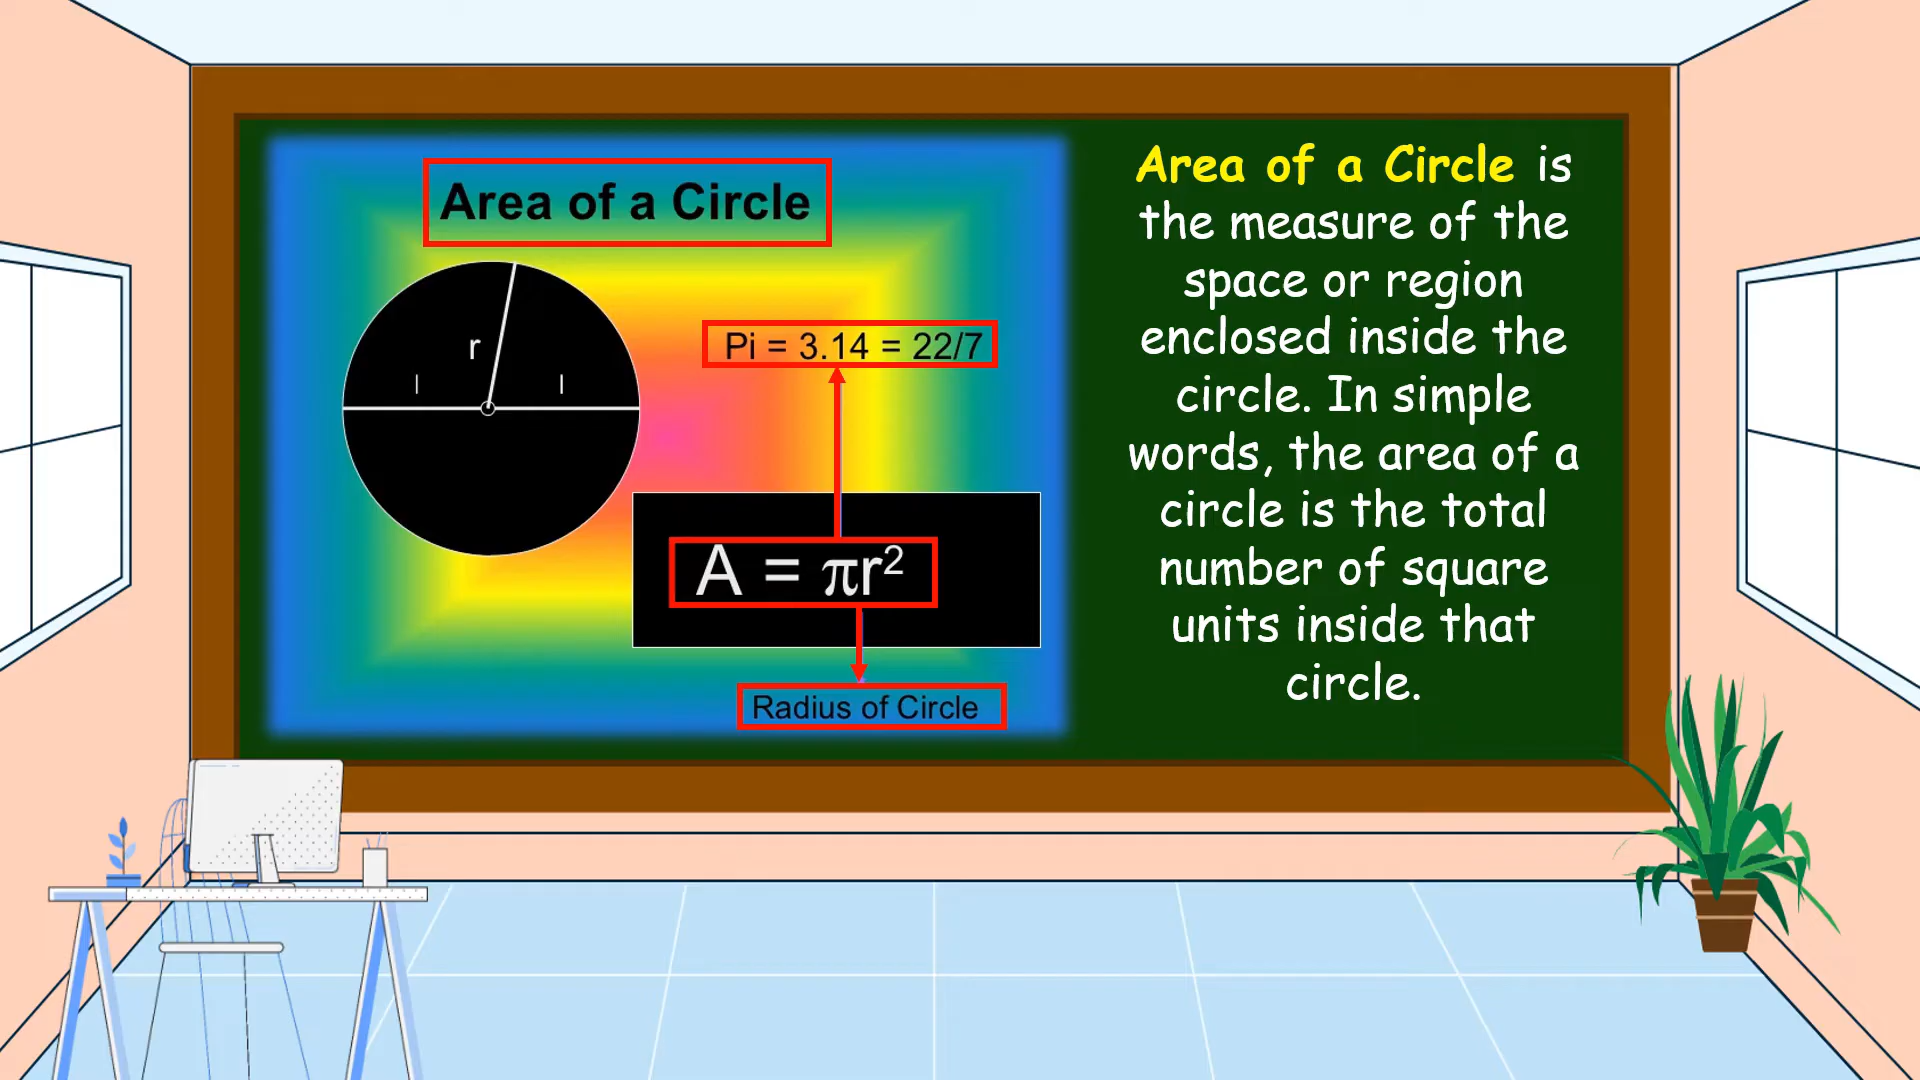 Area of a Circle
r
Pi = 3.14 = 22/7
A = πr²
Radius of Circle
Area of a Circle is
the measure of the
space or region
enclosed inside the
circle. In simple
words, the area of a
circle is the total
number of square
units inside that
circle.